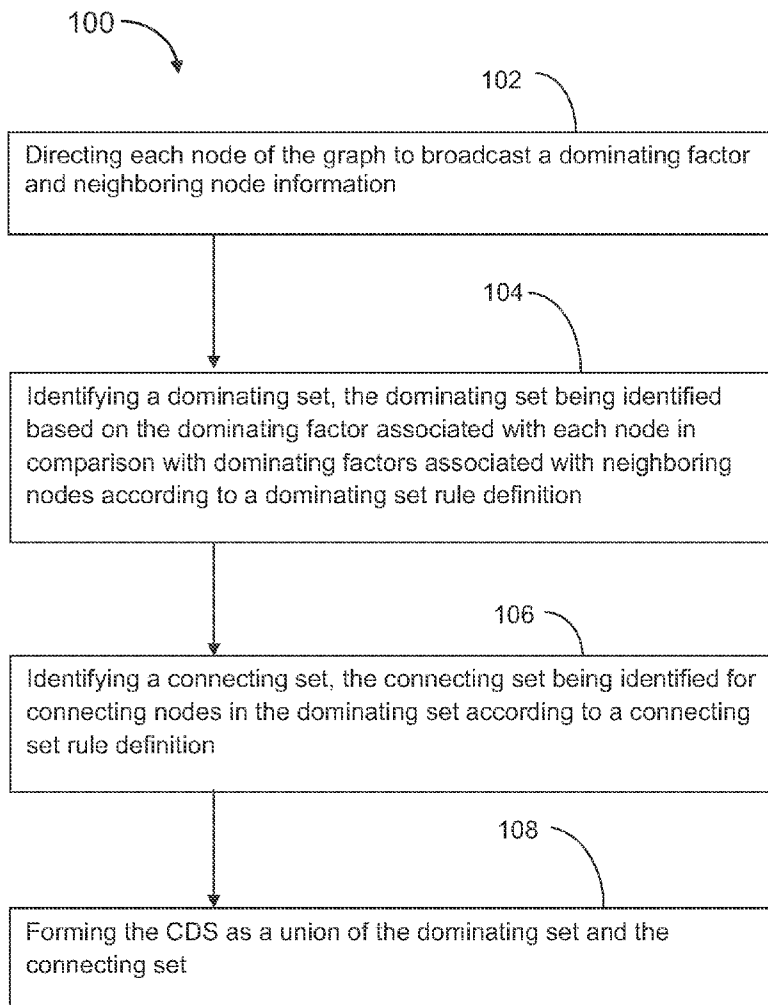 100
102
Directing each node of the graph to broadcast a dominating factor
and neighboring node information
104
Identifying a dominating set, the dominating set being identified
based on the dominating factor associated with each node in
comparison with dominating factors associated with neighboring
nodes according to a dominating set rule definition
106
Identifying a connecting set, the connecting set being identified for
connecting nodes in the dominating set according to a connecting
set rule definition
108
Forming the CDS as a union of the dominating set and the
connecting set